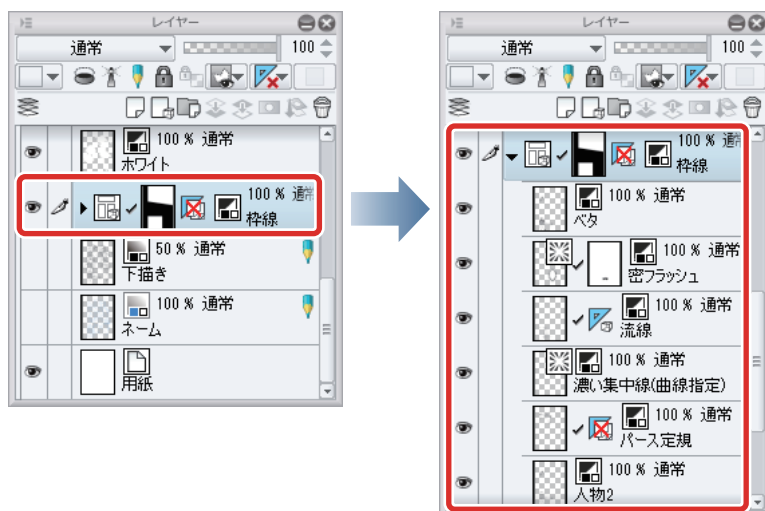 レイヤー
通常
100
100 % 通常
ホワイト
100 % 通常
枠線
50 % 通常
下描き
100 % 通常
ネーム
用紙
レイヤー
通常
100
100 % 通
枠線
100 % 通常
ベタ
100 % 通常
密フラッシュ
100 % 通常
流線
100 % 通常
濃い集中線(曲線指定)
100 % 通常
パース定規
100 % 通常
人物2